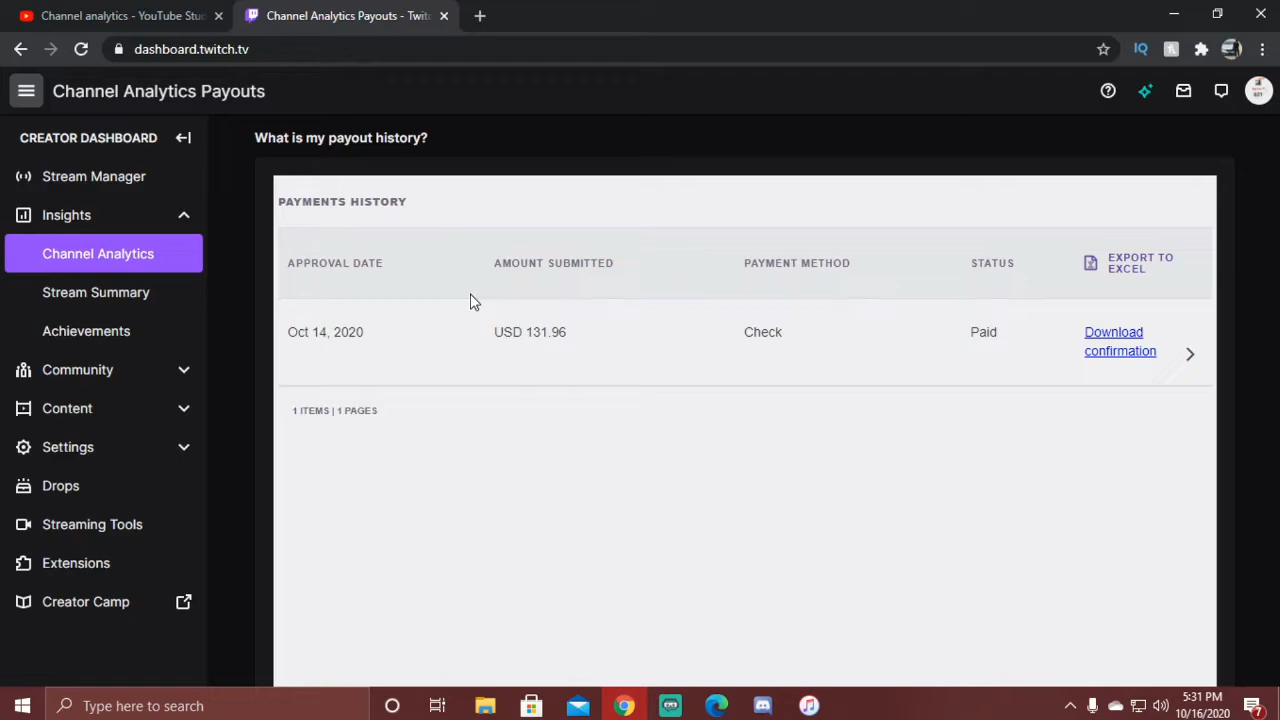 Channel analytics - YouTube Stu
Channel Analytics Payouts - Twit
dashboard.twitch.tv
IQ
Channel Analytics Payouts
CREATOR DASHBOARD
Stream Manager
Insights
Channel Analytics
Stream Summary
Achievements
Community
Content
Settings
Drops
Streaming Tools
Extensions
Creator Camp
What is my payout history?
PAYMENTS HISTORY
APPROVAL DATE AMOUNT SUBMITTED PAYMENT METHOD STATUS EXPORT TO
EXCEL
Oct 14, 2020 USD 131.96 Check Paid Download
confirmation
1 ITEMS | 1 PAGES
Type here to search
5:31 PM
10/16/2020
7